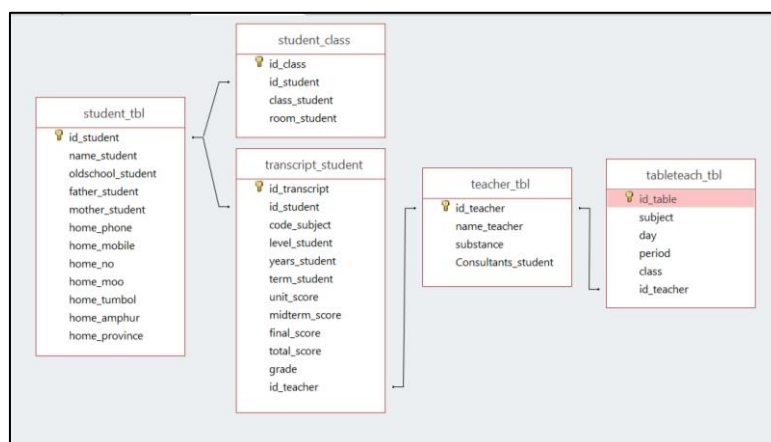 student_class
id_class
id_student
class_student
room_student
student_tbl
id_student
name_student
oldschool_student
father_student
mother_student
home_phone
home_mobile
home_no
home_moo
home_tumbol
home_amphur
home_province
transcript_student
id_transcript
id_student
code_subject
level_student
years_student
term_student
unit_score
midterm_score
final_score
total_score
grade
id_teacher
teacher_tbl
id_teacher
name_teacher
substance
Consultants_student
tableteach_tbl
id_table
subject
day
period
class
id_teacher